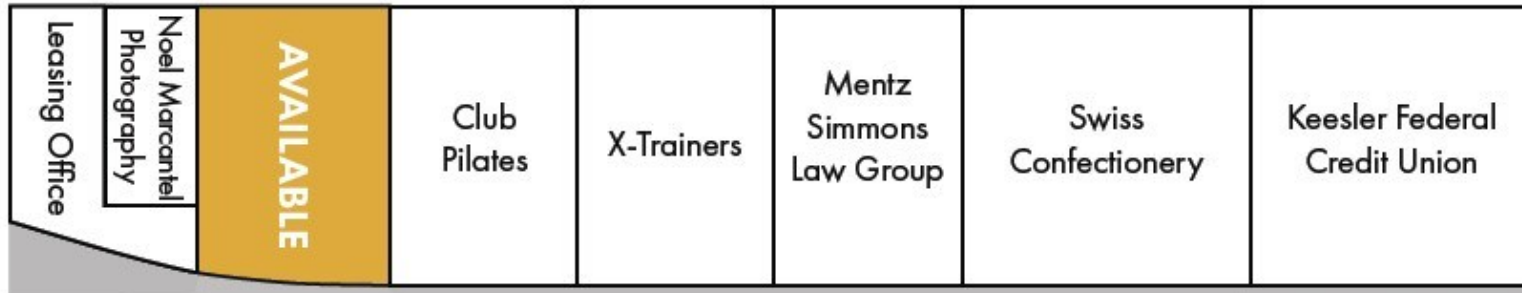 Leasing Office
Noel Marcantel
Photography
AVAILABLE
Club
Pilates
X-Trainers
Mentz
Simmons
Law Group
Swiss
Confectionery
Keesler Federal
Credit Union